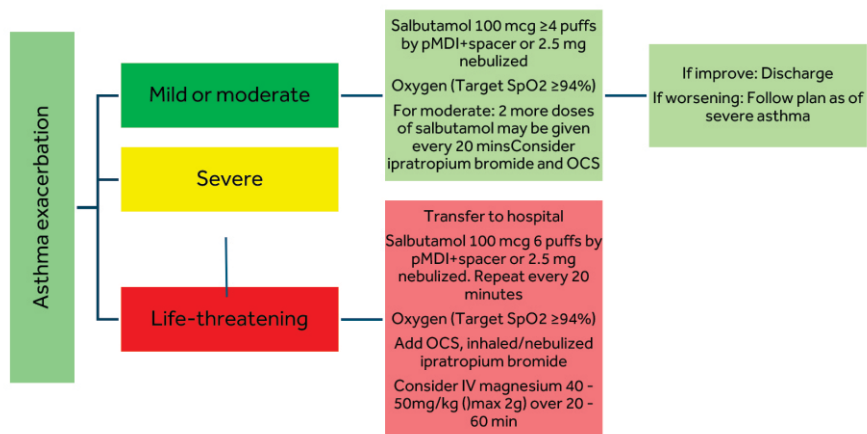 Asthma exacerbation
Mild or moderate
Salbutamol 100 mcg ≥4 puffs
by pMDI+spacer or 2.5 mg
nebulized
Oxygen (Target SpO2 ≥94%)
For moderate: 2 more doses
of salbutamol may be given
every 20 minsConsider
ipratropium bromide and OCS
If improve: Discharge
If worsening: Follow plan as of
severe asthma
Severe
Life-threatening
Transfer to hospital
Salbutamol 100 mcg 6 puffs by
pMDI+spacer or 2.5 mg
nebulized. Repeat every 20
minutes
Oxygen (Target SpO2 ≥94%)
Add OCS, inhaled/nebulized
ipratropium bromide
Consider IV magnesium 40 -
50mg/kg ()max 2g) over 20 -
60 min